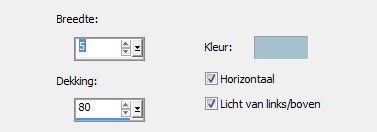 Breedte:
5
Kleur:
Dekking:
Horizontaal
80
Licht van links/boven